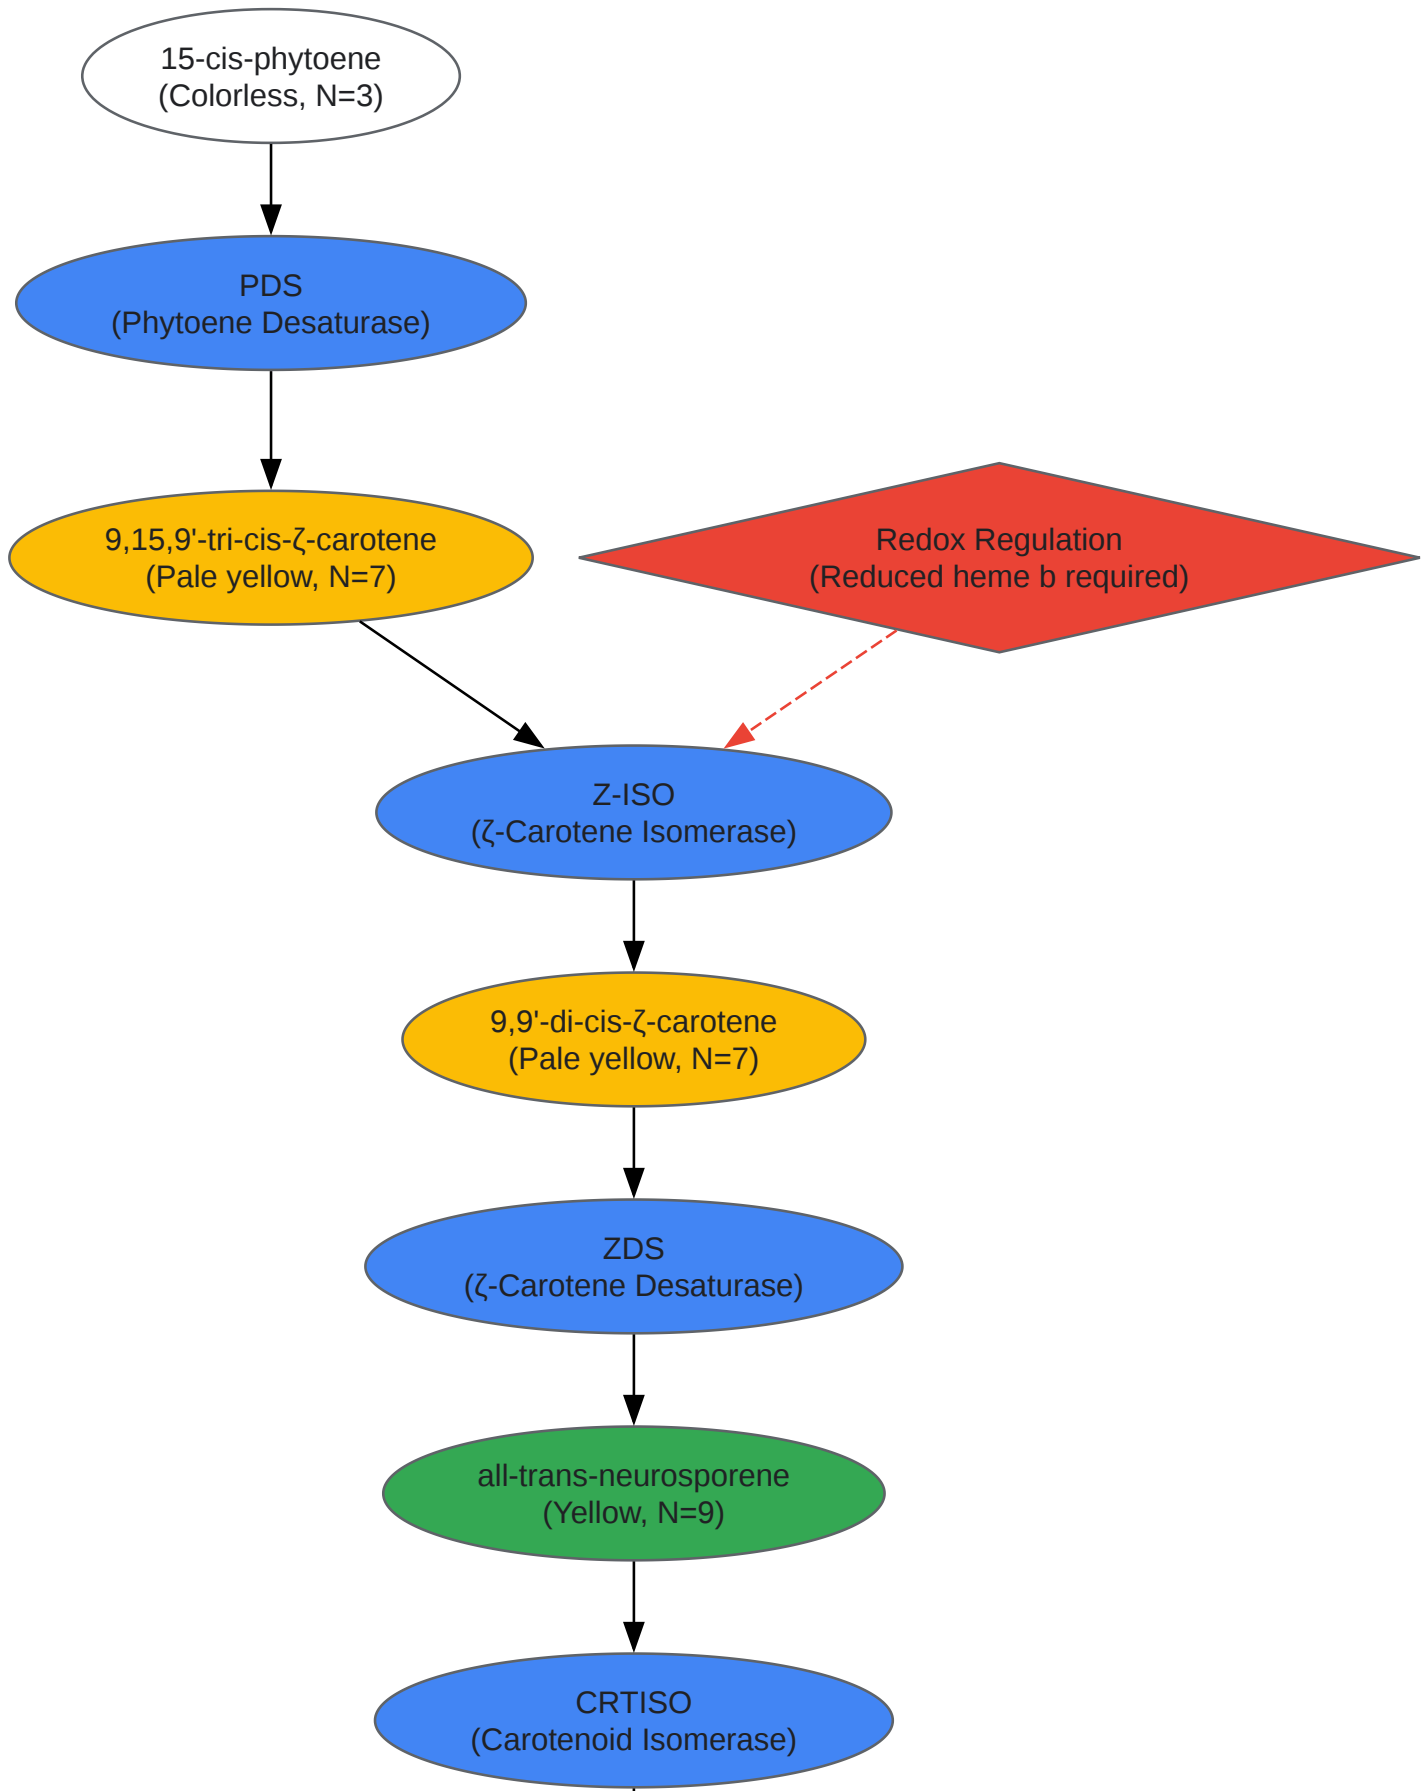 15-cis-phytoene
(Colorless, N=3)
PDS
(Phytoene Desaturase)
9,15,9'-tri-cis-ζ-carotene
(Pale yellow, N=7)
Redox Regulation
(Reduced heme b required)
Z-ISO
(ζ-Carotene Isomerase)
9,9'-di-cis-ζ-carotene
(Pale yellow, N=7)
ZDS
(ζ-Carotene Desaturase)
all-trans-neurosporene
(Yellow, N=9)
CRTISO
(Carotenoid Isomerase)